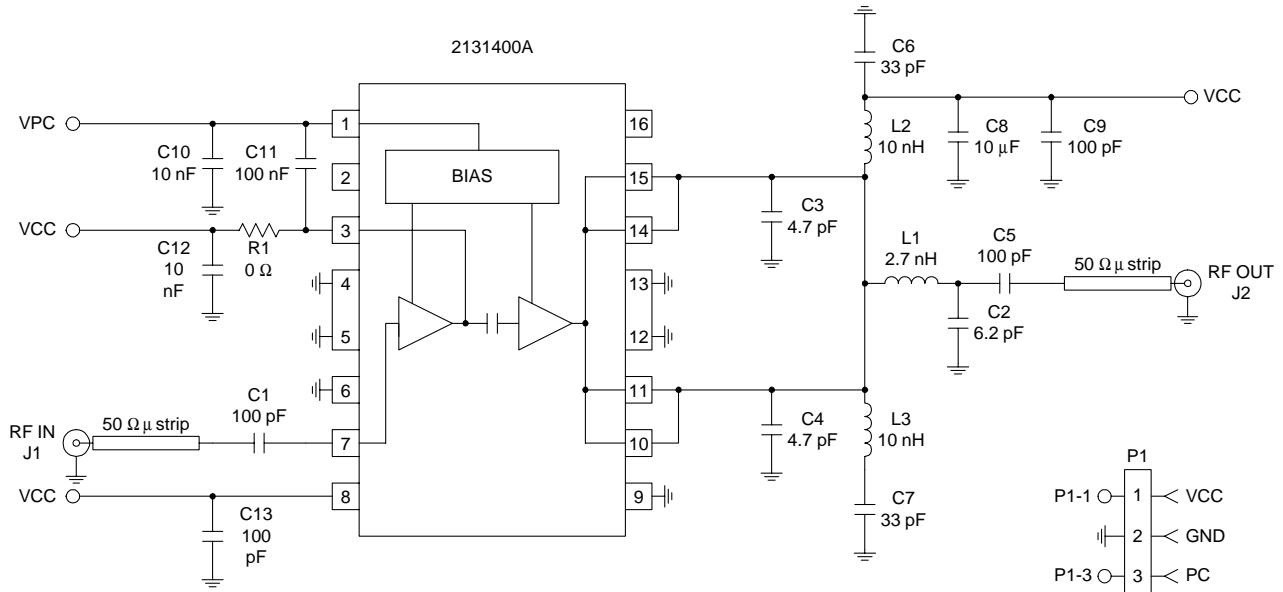 2131400A
C6
33 pF
VCC
VPC
1
16
C10
10 nF
C11
100 nF
2
BIAS
15
L2
10 nH
C8
10 μF
C9
100 pF
VCC
C12
10
nF
R1
0 Ω
3
14
C3
4.7 pF
4
13
L1
2.7 nH
C5
100 pF
50 Ω μ strip
RF OUT
J2
5
12
C2
6.2 pF
6
11
C1
100 pF
RF IN
J1
50 Ω μ strip
7
10
C4
4.7 pF
L3
10 nH
VCC
8
9
C13
100
pF
C7
33 pF
P1
P1-1
1
VCC
2
GND
P1-3
3
PC